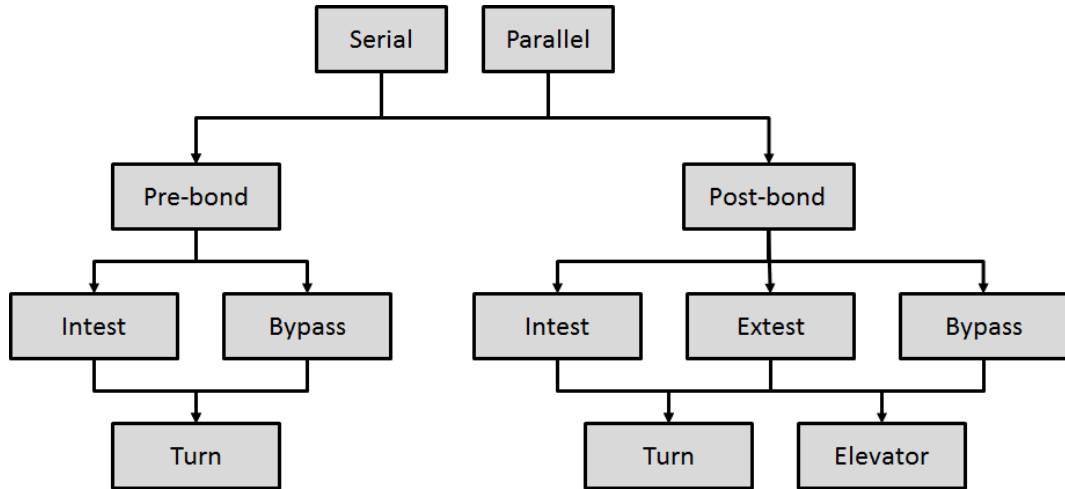 Serial
Parallel
Pre-bond
Post-bond
Intest
Bypass
Intest
Extest
Bypass
Turn
Turn
Elevator